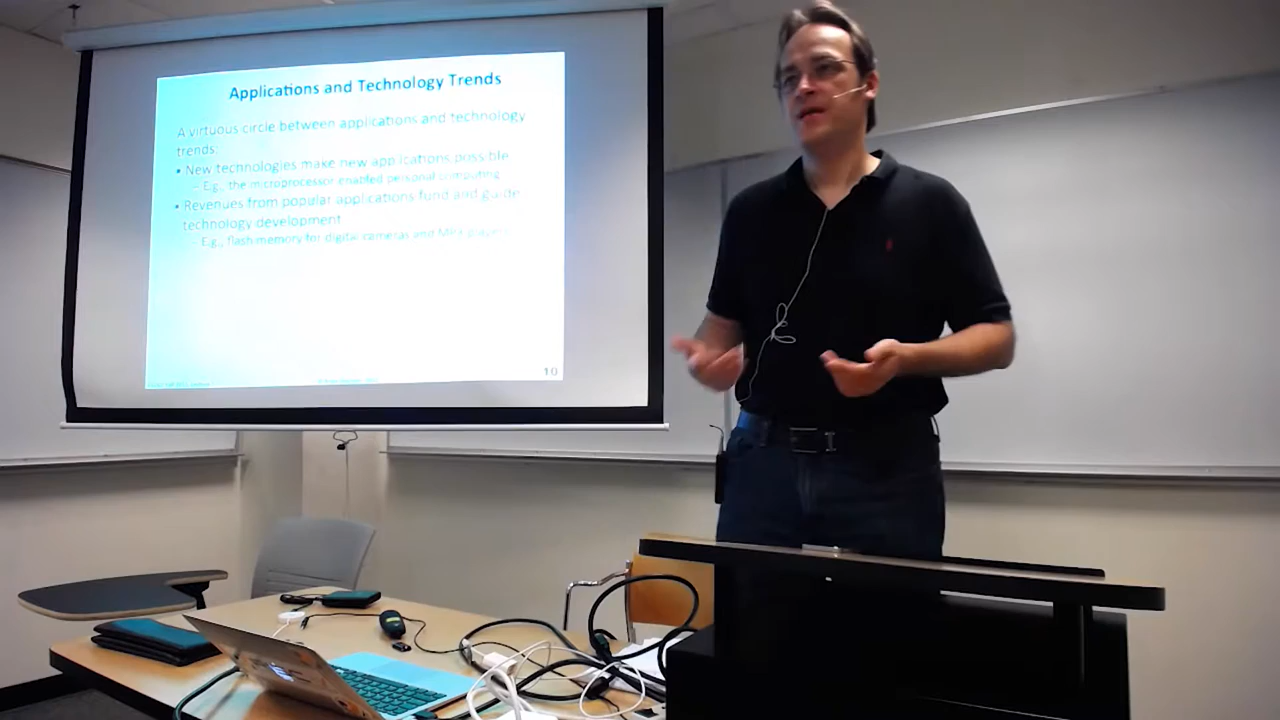 Applications and Technology Trends
A virtuous circle between applications and technology
trends:
• New technologies make new applications possible
– E.g., the microprocessor enabled personal computing
• Revenues from popular applications fund and guide
technology development
– E.g., flash memory for digital cameras and MP3 players
10